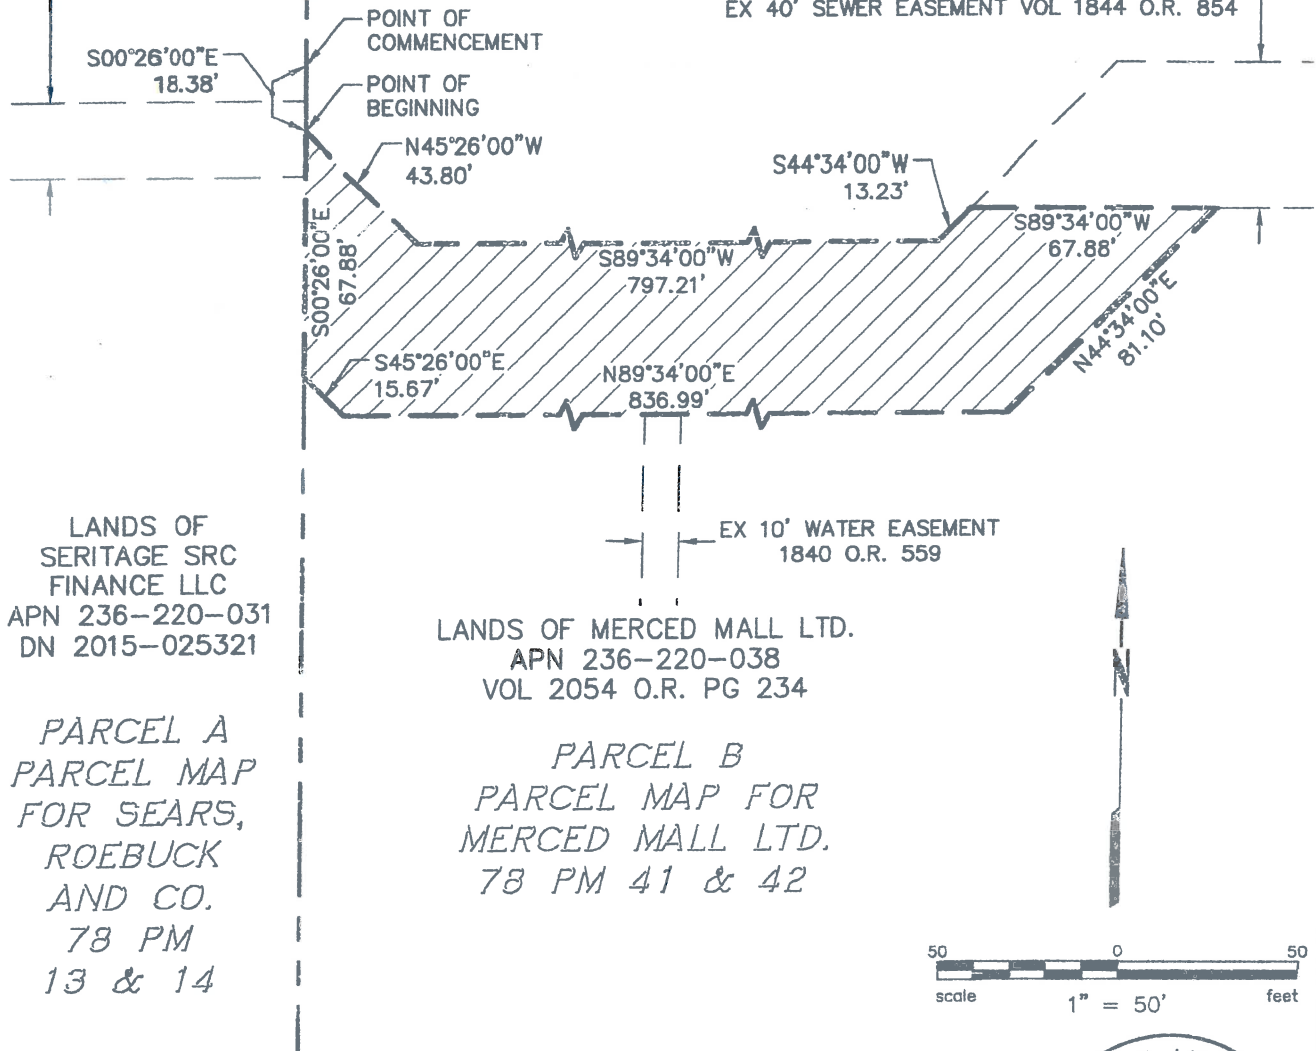 EX 40' SEWER EASEMENT VOL 1844 O.R. 854
POINT OF
COMMENCEMENT
S00°26'00"E
18.38'
POINT OF
BEGINNING
N45°26'00"W
43.80'
S44°34'00"W
13.23'
S89°34'00"W
67.88'
S00°26'00"E
67.88'
S89°34'00"W
797.21'
N44°34'00"E
81.10'
S45°26'00"E
15.67'
N89°34'00"E
836.99'
EX 10' WATER EASEMENT
1840 O.R. 559
LANDS OF
SERITAGE SRC
FINANCE LLC
APN 236-220-031
DN 2015-025321
LANDS OF MERCED MALL LTD.
APN 236-220-038
VOL 2054 O.R. PG 234
N
PARCEL A
PARCEL MAP
FOR SEARS,
ROEBUCK
AND CO.
78 PM
13 & 14
PARCEL B
PARCEL MAP FOR
MERCED MALL LTD.
78 PM 41 & 42
50 0 50
scale 1" = 50' feet